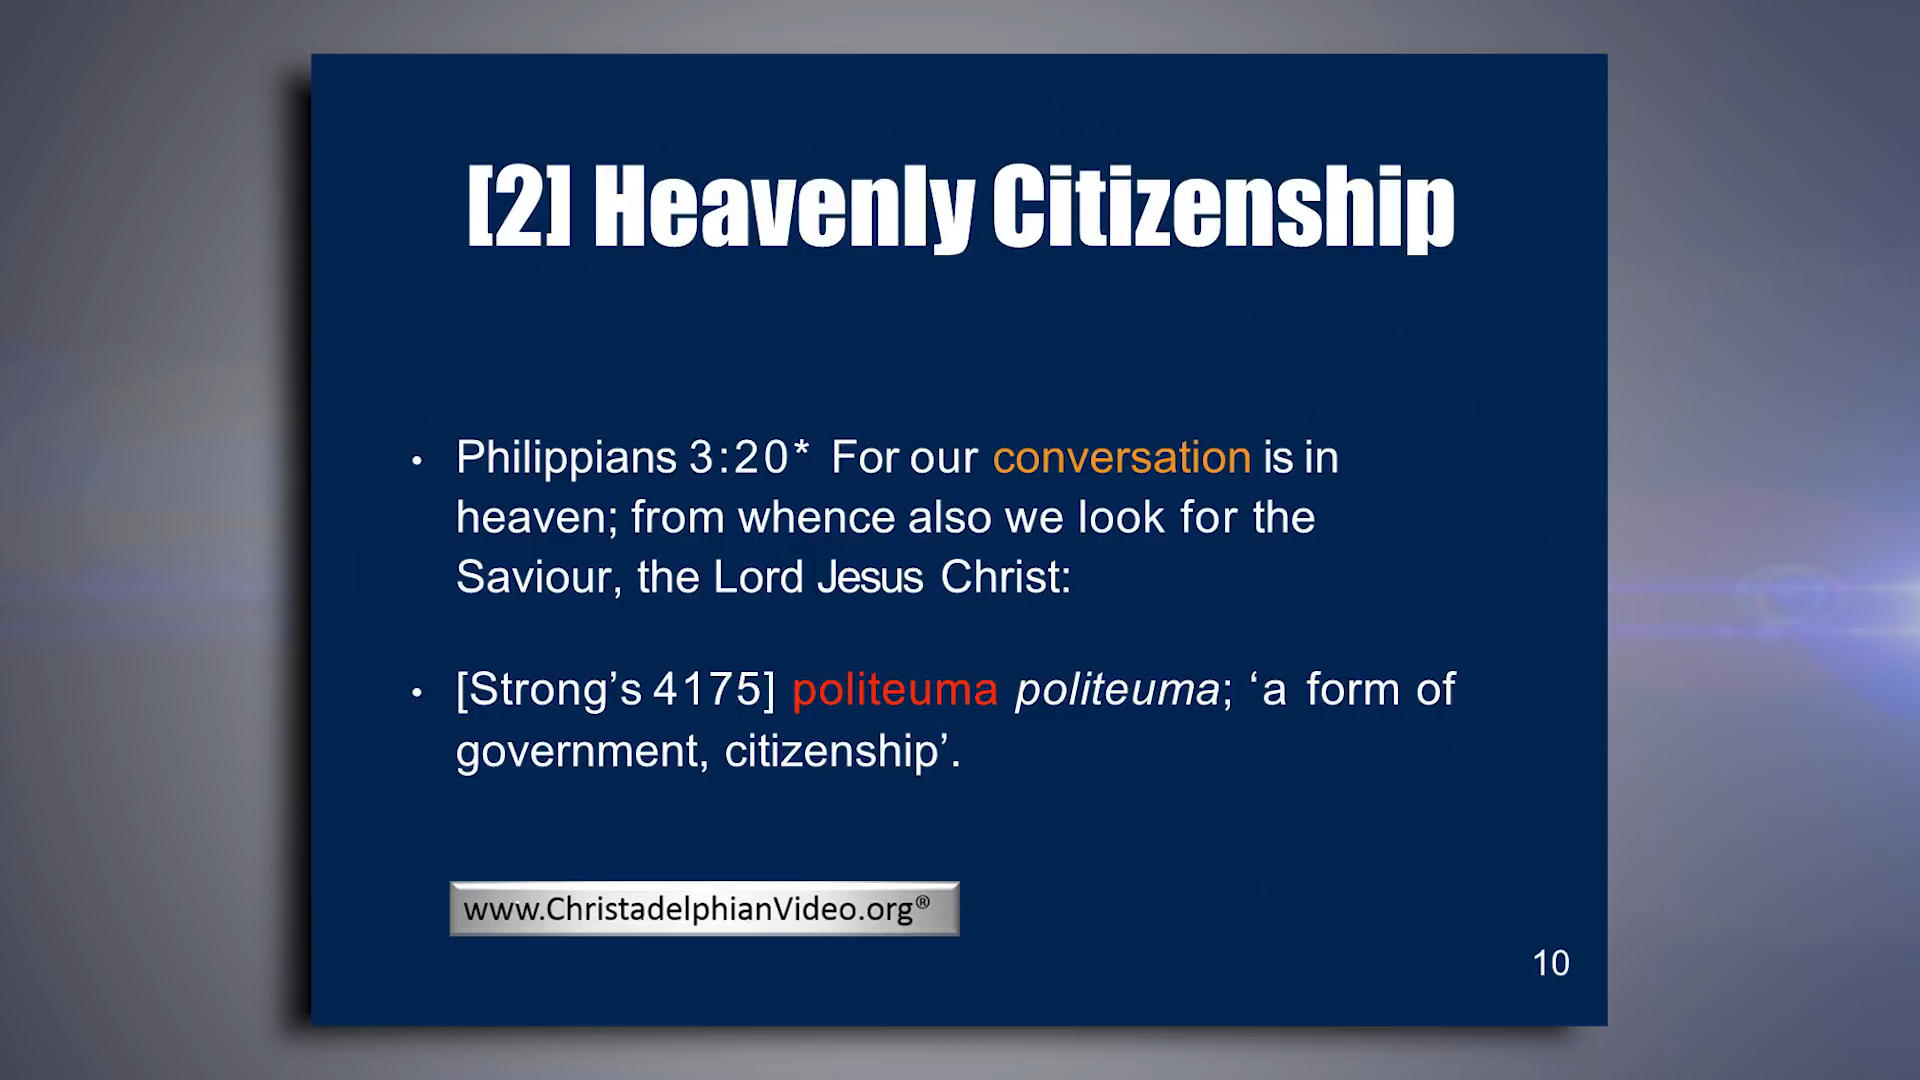 [2] Heavenly Citizenship
• Philippians 3:20* For our conversation is in
heaven; from whence also we look for the
Saviour, the Lord Jesus Christ:
• [Strong’s 4175] politeuma politeuma; ‘a form of
government, citizenship’.
www.ChristadelphianVideo.org®
10